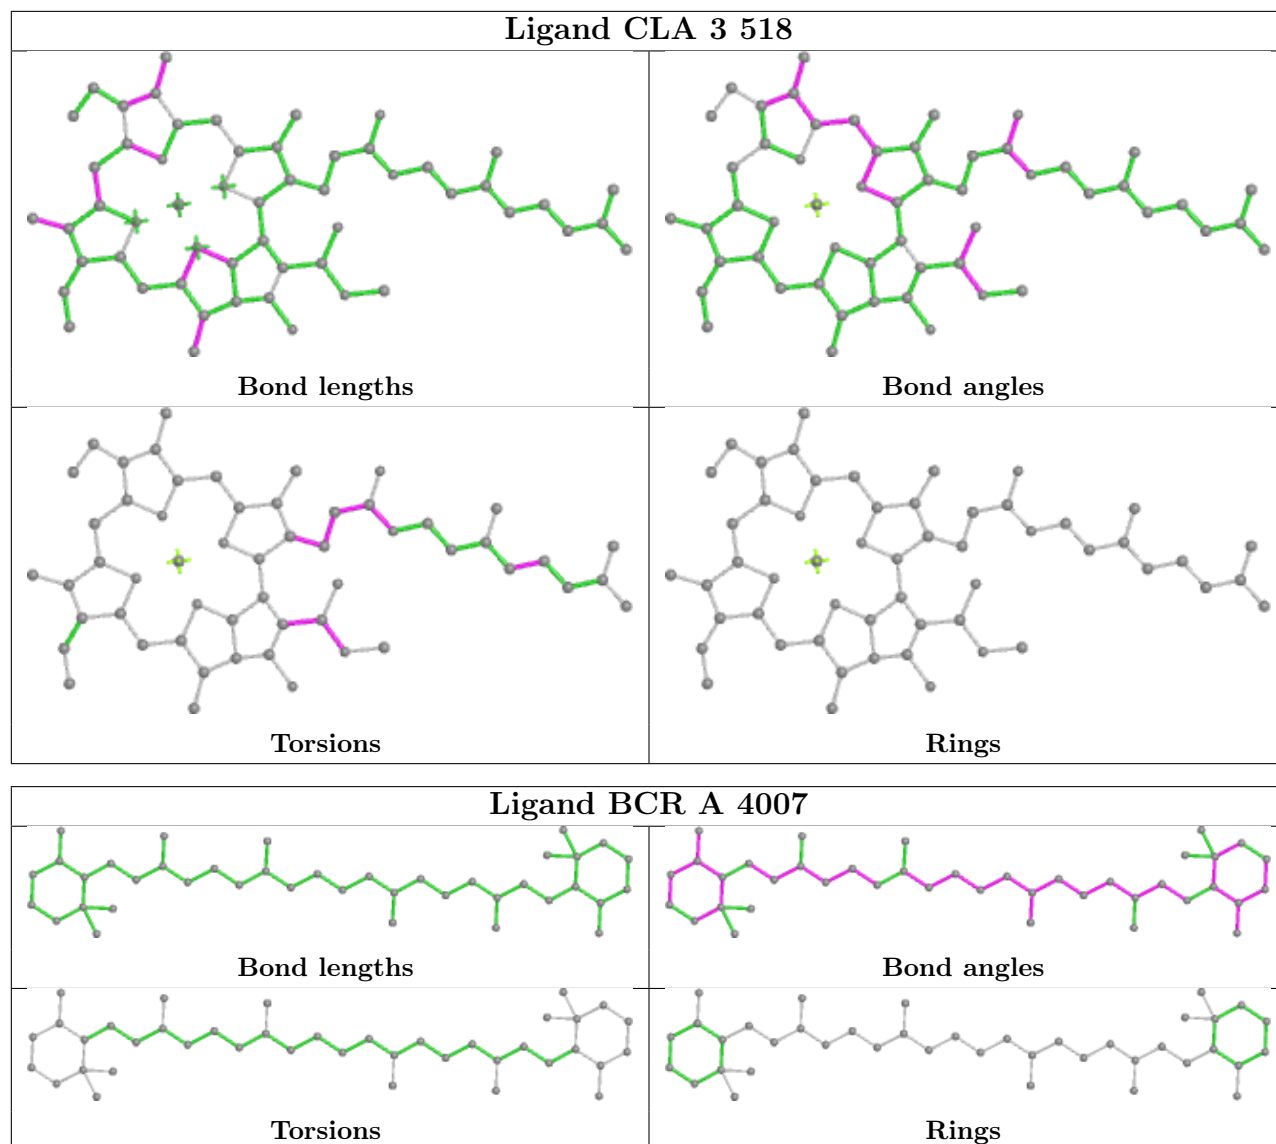 Ligand CLA 3 518
Bond lengths
Bond angles
Torsions
Rings
Ligand BCR A 4007
Bond lengths
Bond angles
Torsions
Rings